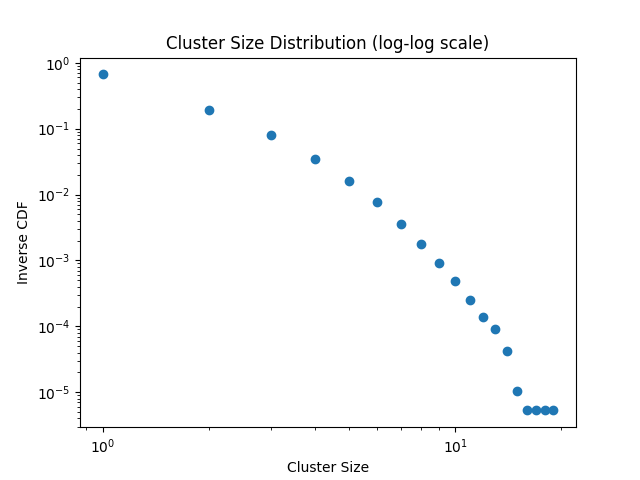 Cluster Size Distribution (log-log scale)
Inverse CDF
10⁰
10⁻¹
10⁻²
10⁻³
10⁻⁴
10⁻⁵
10⁰ 10¹
Cluster Size